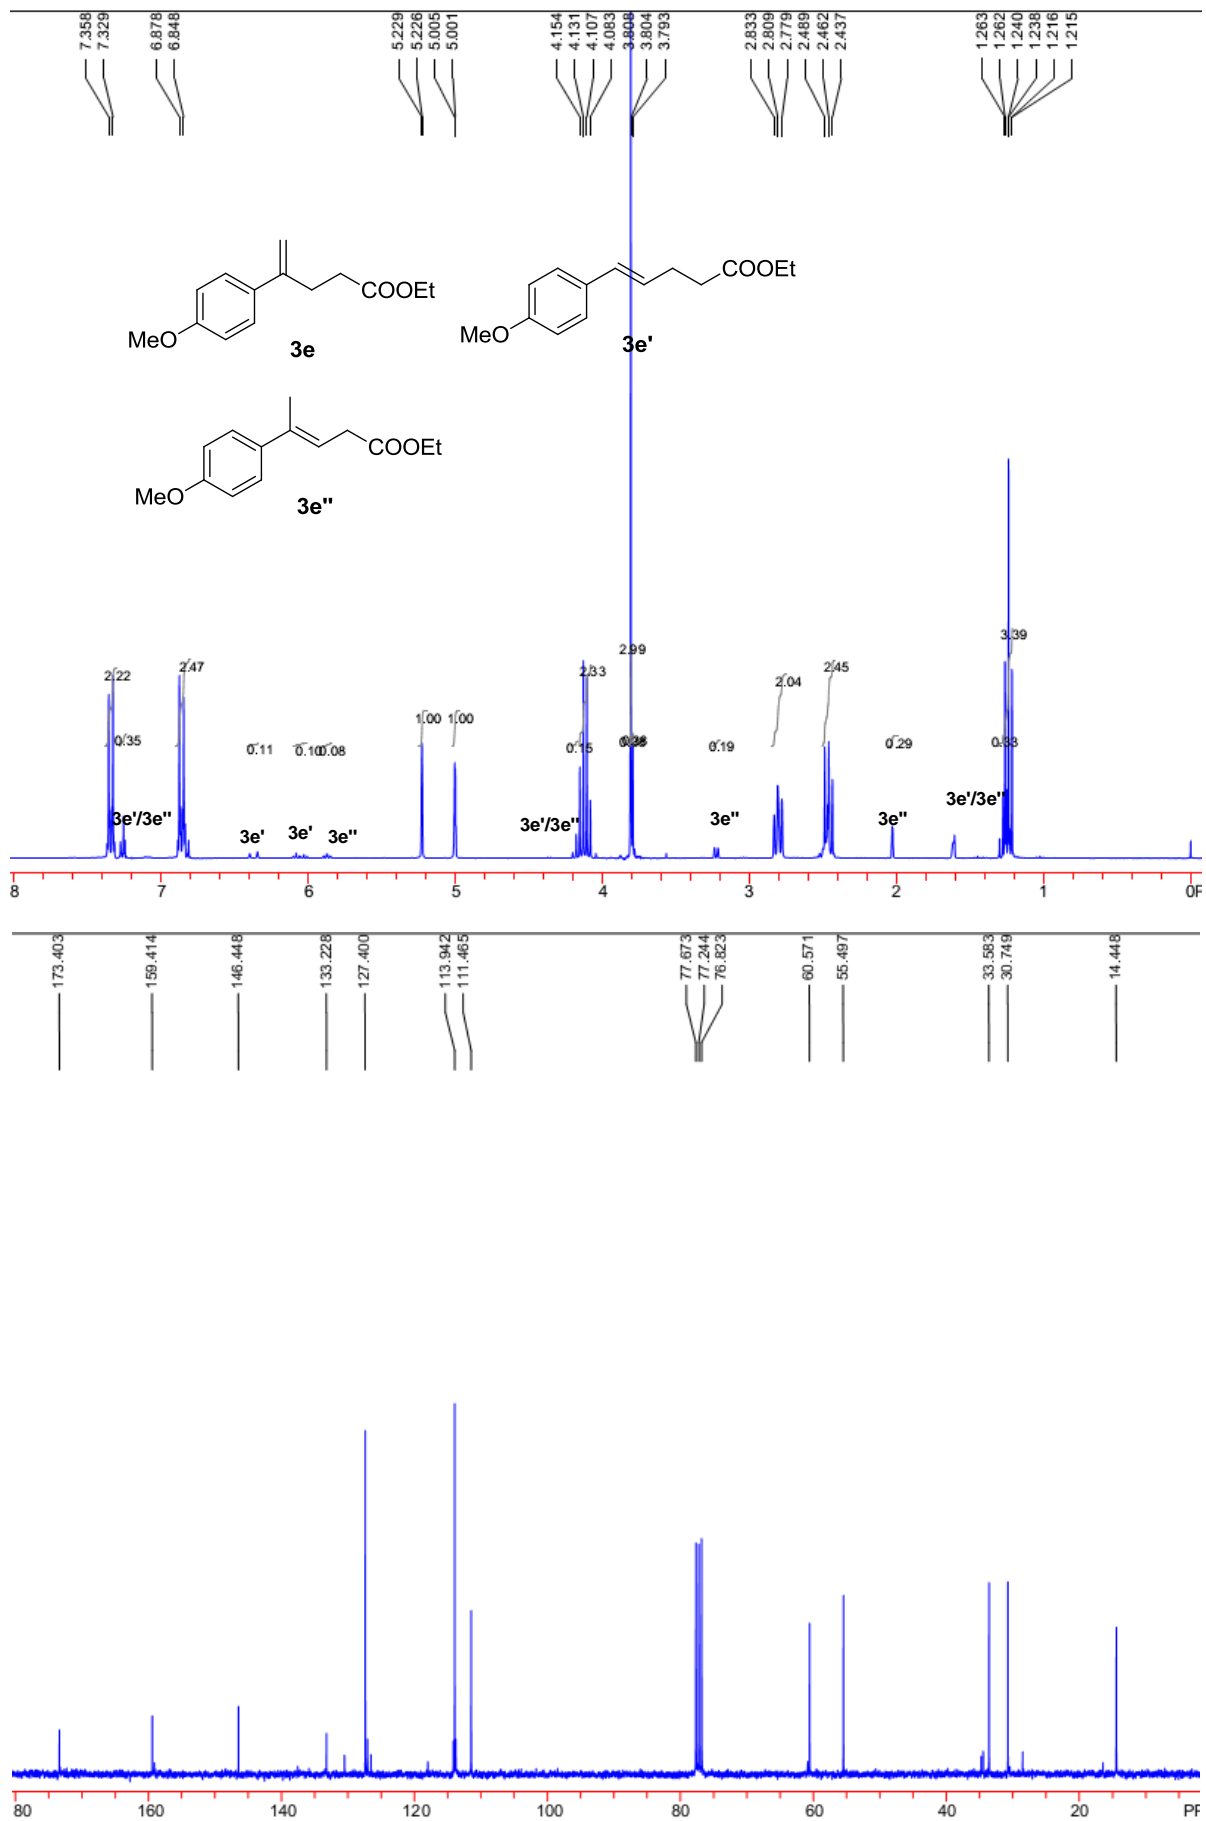 7.358 7.329 6.878 6.848 5.229 5.226 5.005 5.001 4.154 4.131 4.107 4.083 3.808 3.804 3.793 2.833 2.809 2.779 2.489 2.462 2.437 1.263 1.262 1.240 1.238 1.216 1.215
COOEt
MeO
3e
COOEt
MeO
3e'
COOEt
MeO
3e"
2.22 0.35 2.47 0.11 0.10 0.08 1.00 1.00 0.15 2.33 2.99 0.19 2.04 2.45 0.29 0.33 3.39
3e'/3e" 3e' 3e' 3e" 3e'/3e" 3e" 3e" 3e'/3e"
8 7 6 5 4 3 2 1 0P
173.403 159.414 146.448 133.228 127.400 113.942 111.465 77.673 77.244 76.823 60.571 55.497 33.583 30.749 14.448
80 160 140 120 100 80 60 40 20 PP